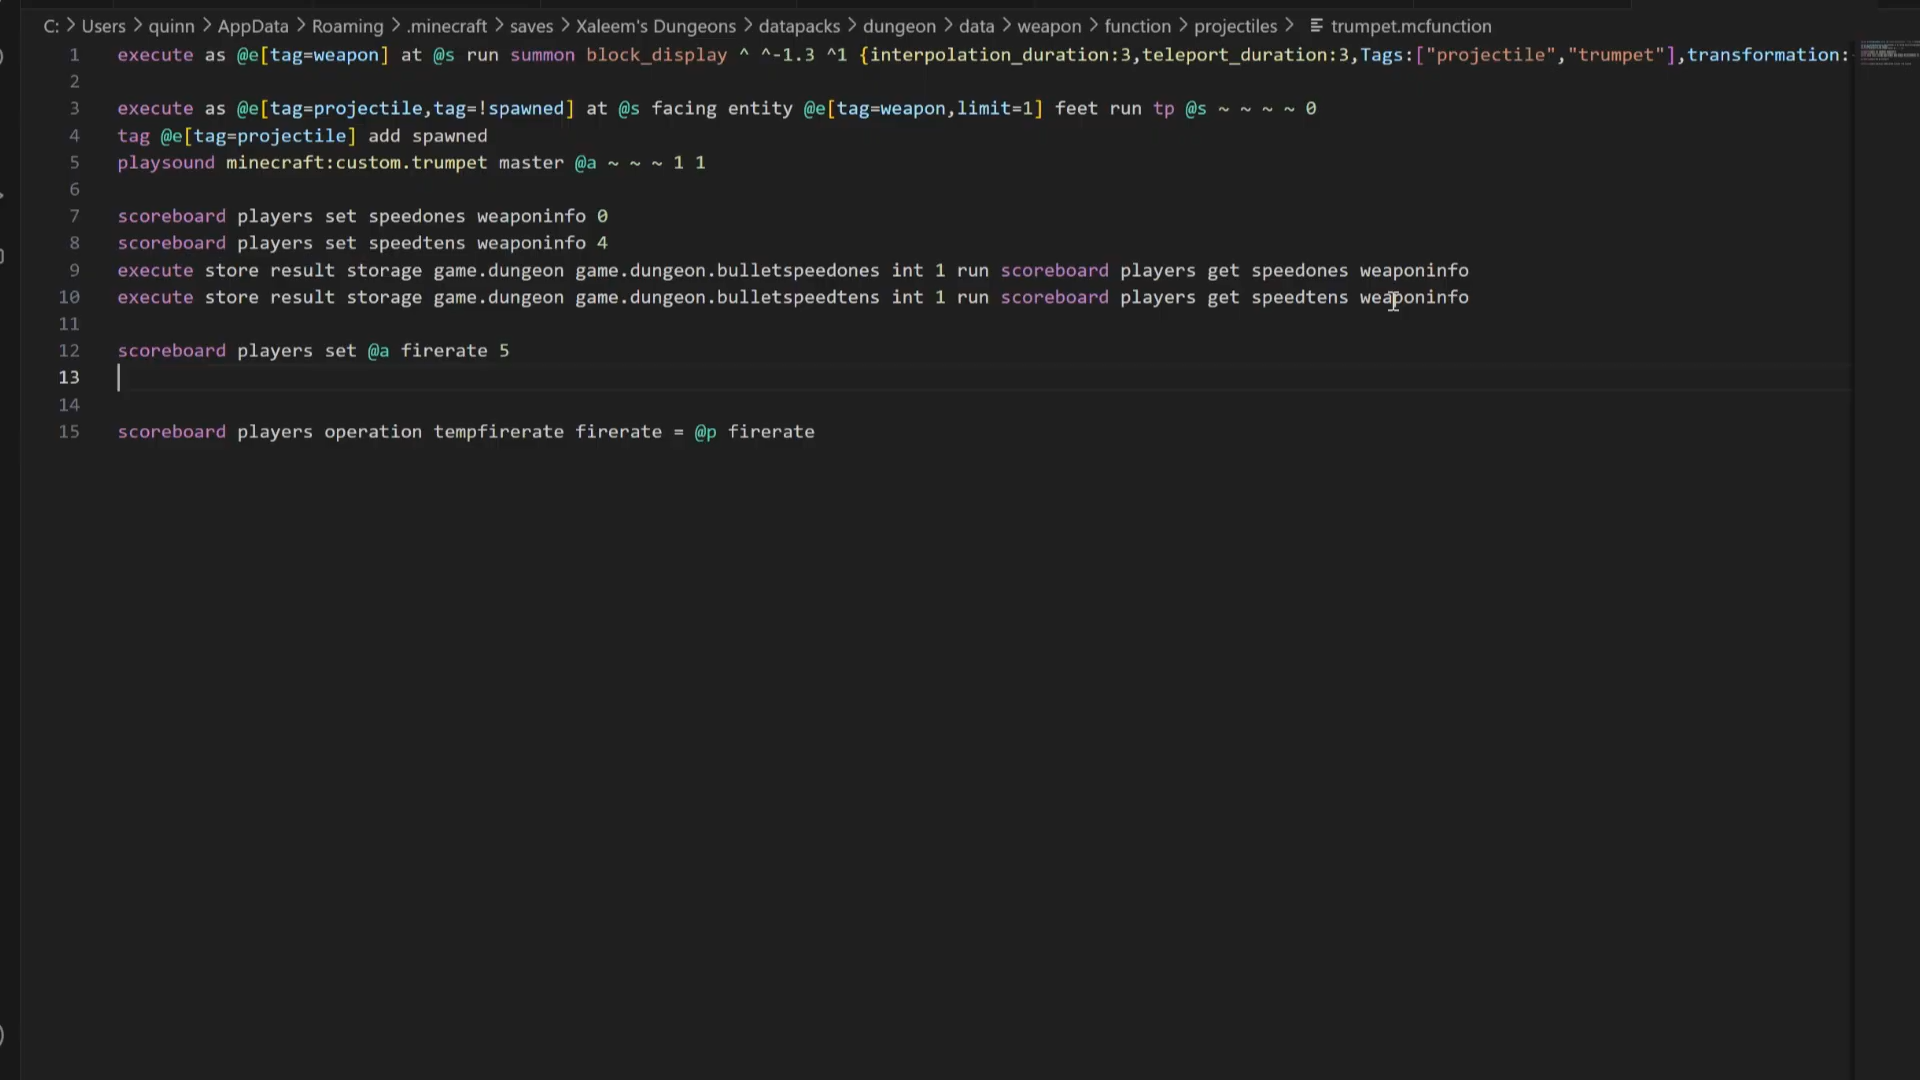 C: > Users > quinn > AppData > Roaming > .minecraft > saves > Xaleem's Dungeons > datapacks > dungeon > data > weapon > function > projectiles > trumpet.mcfunction
1 execute as @e[tag=weapon] at @s run summon block_display ^ ^-1.3 ^1 {interpolation_duration:3,teleport_duration:3,Tags:["projectile","trumpet"],transformation:
2
3 execute as @e[tag=projectile,tag=!spawned] at @s facing entity @e[tag=weapon,limit=1] feet run tp @s ~ ~ ~ ~ 0
4 tag @e[tag=projectile] add spawned
5 playsound minecraft:custom.trumpet master @a ~ ~ ~ 1 1
6
7 scoreboard players set speedones weaponinfo 0
8 scoreboard players set speedtens weaponinfo 4
9 execute store result storage game.dungeon game.dungeon.bulletspeedones int 1 run scoreboard players get speedones weaponinfo
10 execute store result storage game.dungeon game.dungeon.bulletspeedtens int 1 run scoreboard players get speedtens weaponinfo
11
12 scoreboard players set @a firerate 5
13
14
15 scoreboard players operation tempfirerate firerate = @p firerate